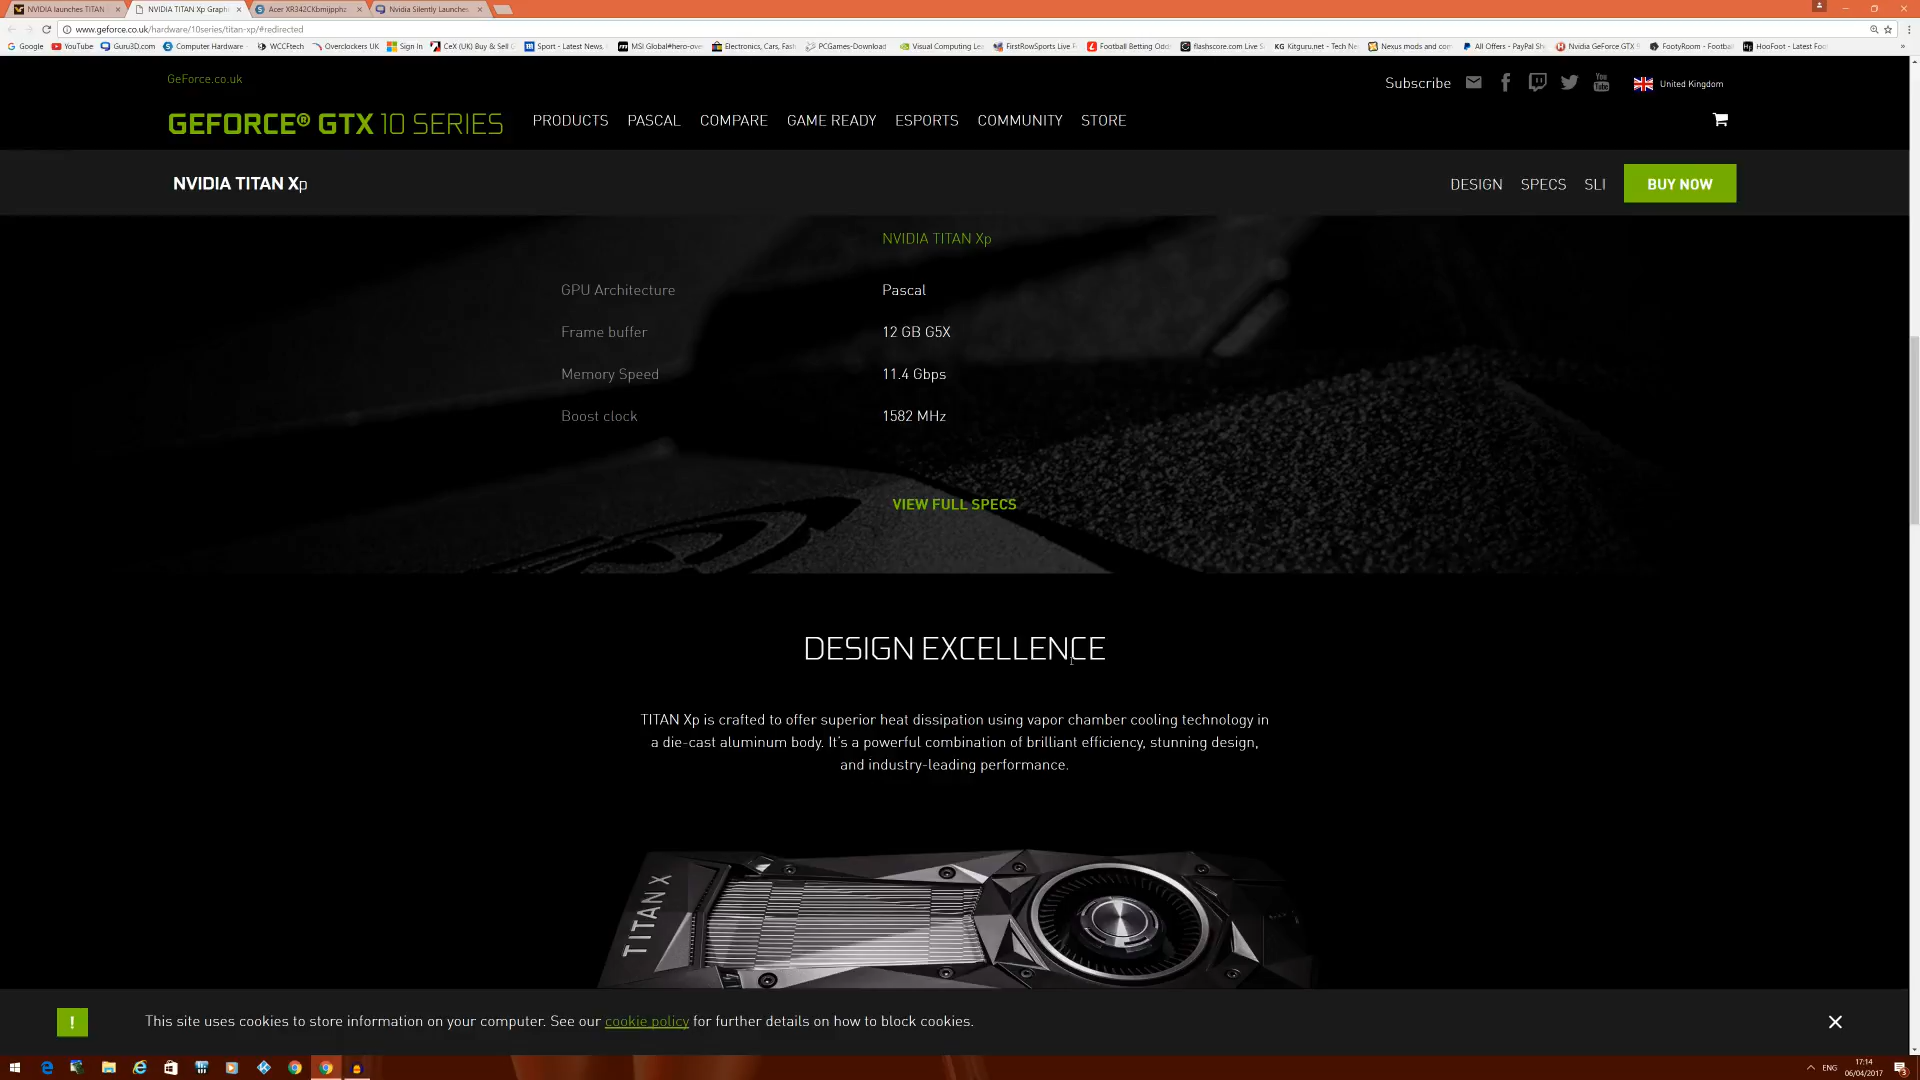 NVIDIA launches TITAN
NVIDIA TITAN Xp Graph
Acer XR342CKbmijpphz
Nvidia Silently Launches
www.geforce.co.uk/hardware/10series/titan-xp/#redirected
Google YouTube Guru3D.com Computer Hardware WCCFtech Overclockers UK Sign In CeX (UK) Buy & Sell Sport - Latest News, MSI Global#hero-ove Electronics, Cars, Fash PCGames-Download Visual Computing Lea FirstRowSports Live F Football Betting Odd flashscore.com Live S KG Kitguru.net - Tech Ne Nexus mods and com All Offers - PayPal Sh Nvidia GeForce GTX 9 FootyRoom - Footbal HooFoot - Latest Foo »
GeForce.co.uk
Subscribe
You Tube
United Kingdom
GEFORCE® GTX 10 SERIES
PRODUCTS PASCAL COMPARE GAME READY ESPORTS COMMUNITY STORE
NVIDIA TITAN Xp
DESIGN SPECS SLI BUY NOW
NVIDIA TITAN Xp
GPU Architecture Pascal
Frame buffer 12 GB G5X
Memory Speed 11.4 Gbps
Boost clock 1582 MHz
VIEW FULL SPECS
DESIGN EXCELLENCE
TITAN Xp is crafted to offer superior heat dissipation using vapor chamber cooling technology in
a die-cast aluminum body. It's a powerful combination of brilliant efficiency, stunning design,
and industry-leading performance.
TITAN X
! This site uses cookies to store information on your computer. See our cookie policy for further details on how to block cookies.
ENG
17:14
06/04/2017